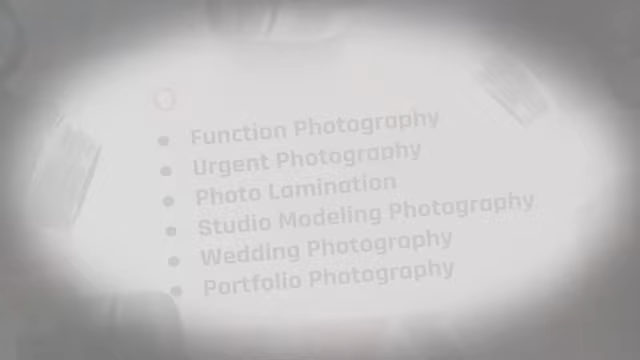 Function Photography
Urgent Photography
Photo Lamination
Studio Modeling Photography
Wedding Photography
Portfolio Photography